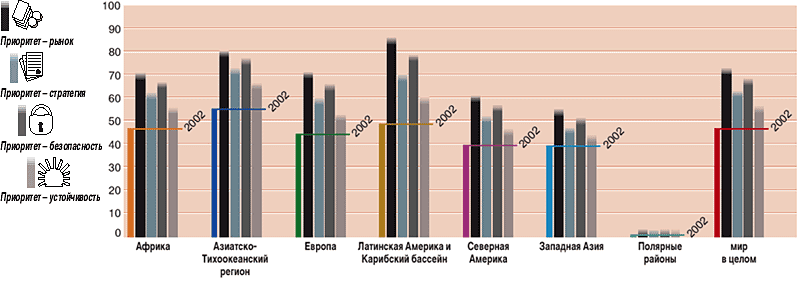 100
90
80
70
60
50
40
30
20
10
0
Приоритет – рынок
Приоритет – стратегия
Приоритет – безопасность
Приоритет – устойчивость
2002
2002
2002
2002
2002
2002
2002
2002
Африка
Азиатско-
Тихоокеанский
регион
Европа
Латинская Америка и
Карибский бассейн
Северная
Америка
Западная Азия
Полярные
районы
мир
в целом